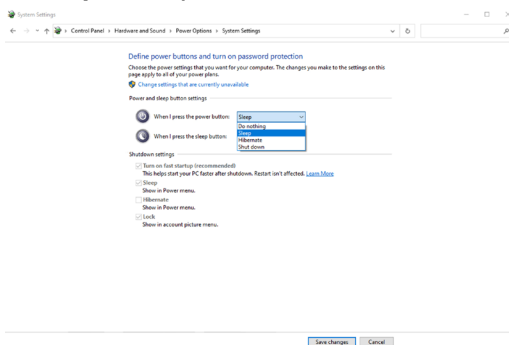 System Settings
Control Panel > Hardware and Sound > Power Options > System Settings
Define power buttons and turn on password protection
Choose the power settings that you want for your computer. The changes you make to the settings on this
page apply to all of your power plans.
Change settings that are currently unavailable
Power and sleep button settings
When I press the power button: Sleep
Do nothing
Sleep
When I press the sleep button:
Hibernate
Shut down
Shutdown settings
Turn on fast startup (recommended)
This helps start your PC faster after shutdown. Restart isn't affected. Learn More
Sleep
Show in Power menu.
Hibernate
Show in Power menu.
Lock
Show in account picture menu.
Save changes Cancel